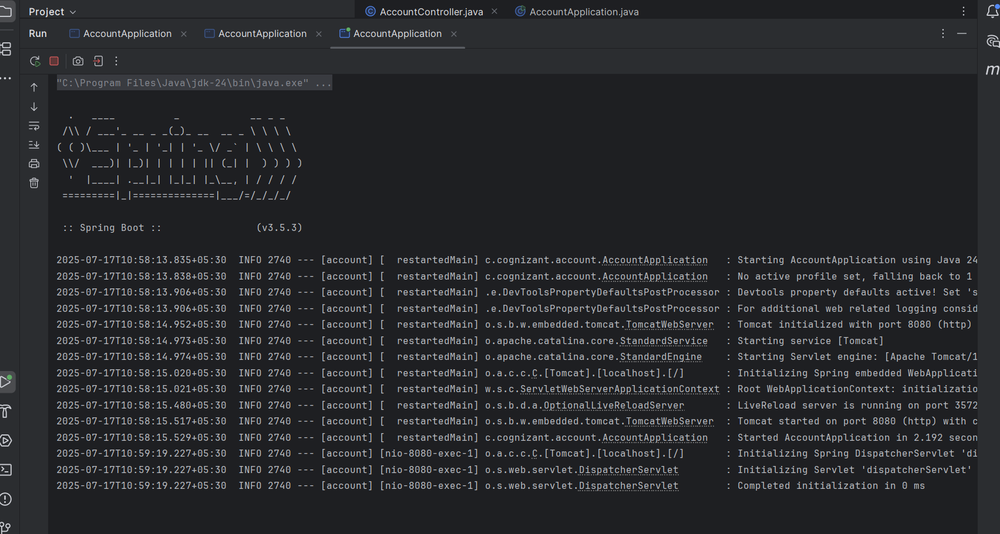 Project
AccountController.java AccountApplication.java
Run AccountApplication AccountApplication AccountApplication
"C:\Program Files\Java\jdk-24\bin\java.exe" ...
  .   ____          _            __ _ _
 /\\ / ___'_ __ _ _(_)_ __  __ _ \ \ \ \
( ( )\___ | '_ | '_| | '_ \/ _` | \ \ \ \
 \\/  ___)| |_)| | | | | || (_| |  ) ) ) )
  '  |____| .__|_| |_|_| |_\__, | / / / /
 =========|_|==============|___/=/_/_/_/
 :: Spring Boot ::                (v3.5.3)
2025-07-17T10:58:13.835+05:30  INFO 2740 --- [account] [  restartedMain] c.cognizant.account.AccountApplication   : Starting AccountApplication using Java 24
2025-07-17T10:58:13.838+05:30  INFO 2740 --- [account] [  restartedMain] c.cognizant.account.AccountApplication   : No active profile set, falling back to 1
2025-07-17T10:58:13.906+05:30  INFO 2740 --- [account] [  restartedMain] .e.DevToolsPropertyDefaultsPostProcessor : Devtools property defaults active! Set 's
2025-07-17T10:58:13.906+05:30  INFO 2740 --- [account] [  restartedMain] .e.DevToolsPropertyDefaultsPostProcessor : For additional web related logging consid
2025-07-17T10:58:14.952+05:30  INFO 2740 --- [account] [  restartedMain] o.s.b.w.embedded.tomcat.TomcatWebServer  : Tomcat initialized with port 8080 (http)
2025-07-17T10:58:14.973+05:30  INFO 2740 --- [account] [  restartedMain] o.apache.catalina.core.StandardService   : Starting service [Tomcat]
2025-07-17T10:58:14.974+05:30  INFO 2740 --- [account] [  restartedMain] o.apache.catalina.core.StandardEngine    : Starting Servlet engine: [Apache Tomcat/1
2025-07-17T10:58:15.020+05:30  INFO 2740 --- [account] [  restartedMain] o.a.c.c.C.[Tomcat].[localhost].[/]       : Initializing Spring embedded WebApplicati
2025-07-17T10:58:15.021+05:30  INFO 2740 --- [account] [  restartedMain] w.s.c.ServletWebServerApplicationContext : Root WebApplicationContext: initializatio
2025-07-17T10:58:15.480+05:30  INFO 2740 --- [account] [  restartedMain] o.s.b.d.a.OptionalLiveReloadServer       : LiveReload server is running on port 3572
2025-07-17T10:58:15.517+05:30  INFO 2740 --- [account] [  restartedMain] o.s.b.w.embedded.tomcat.TomcatWebServer  : Tomcat started on port 8080 (http) with c
2025-07-17T10:58:15.529+05:30  INFO 2740 --- [account] [  restartedMain] c.cognizant.account.AccountApplication   : Started AccountApplication in 2.192 secon
2025-07-17T10:59:19.227+05:30  INFO 2740 --- [account] [nio-8080-exec-1] o.a.c.c.C.[Tomcat].[localhost].[/]       : Initializing Spring DispatcherServlet 'di
2025-07-17T10:59:19.227+05:30  INFO 2740 --- [account] [nio-8080-exec-1] o.s.web.servlet.DispatcherServlet        : Initializing Servlet 'dispatcherServlet'
2025-07-17T10:59:19.227+05:30  INFO 2740 --- [account] [nio-8080-exec-1] o.s.web.servlet.DispatcherServlet        : Completed initialization in 0 ms